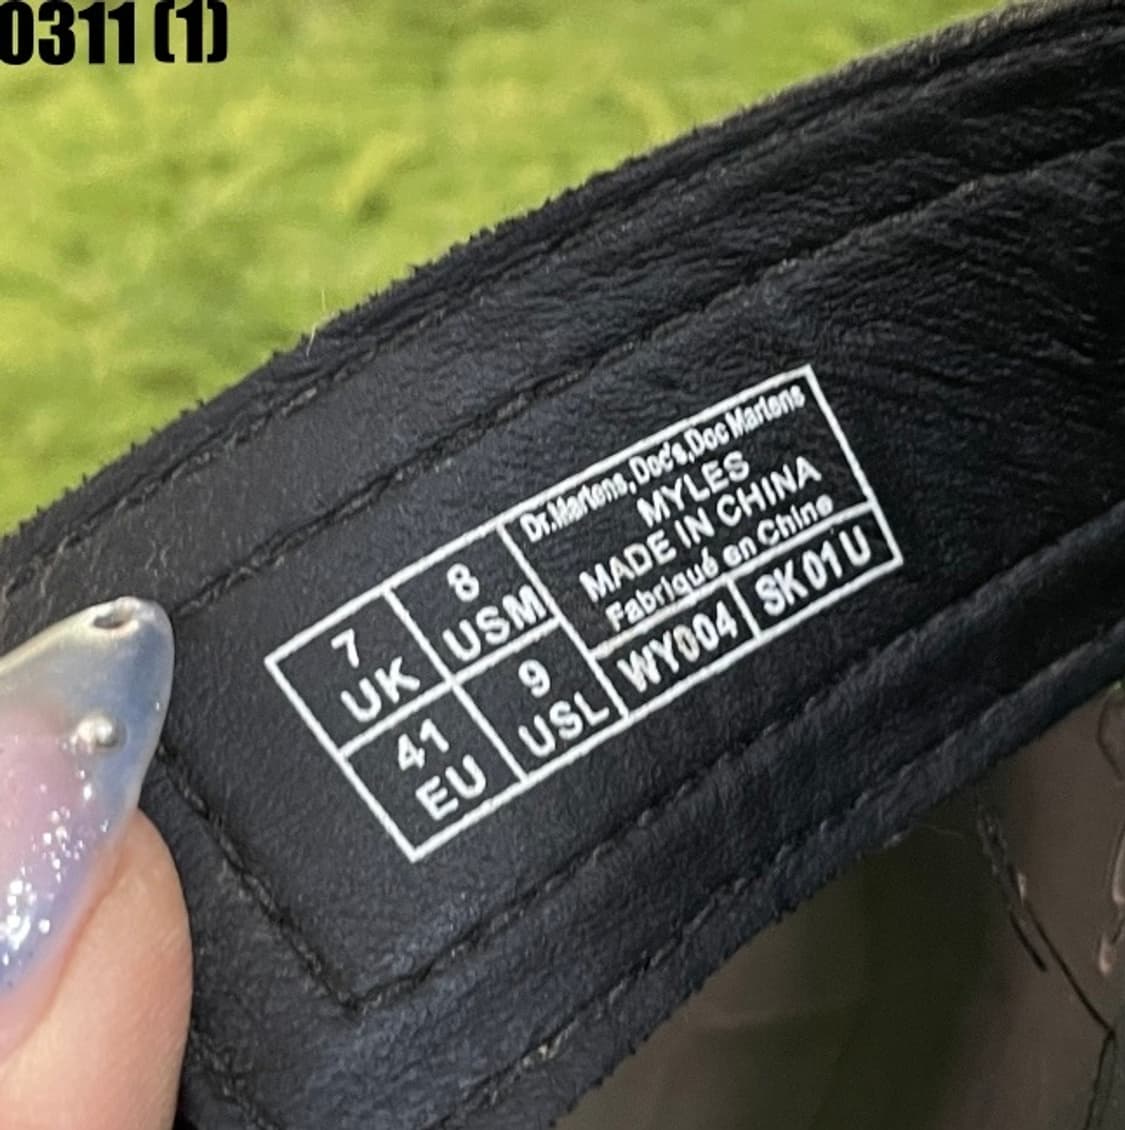 0311 (1)
7
UK
8
USM
41
EU
9
USL
Dr.Martens, Doc's, Doc Martens
MYLES
MADE IN CHINA
Fabriqué en Chine
WY004
SK01U